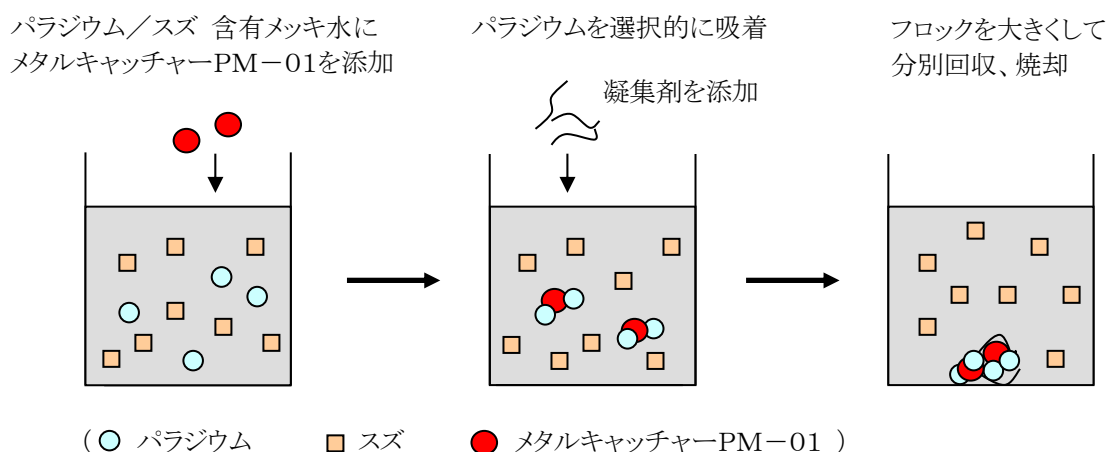 パラジウム／スズ 含有メッキ水に
メタルキャッチャーPM－01を添加
パラジウムを選択的に吸着
凝集剤を添加
フロックを大きくして
分別回収、焼却
（ パラジウム スズ メタルキャッチャーPM－01 ）